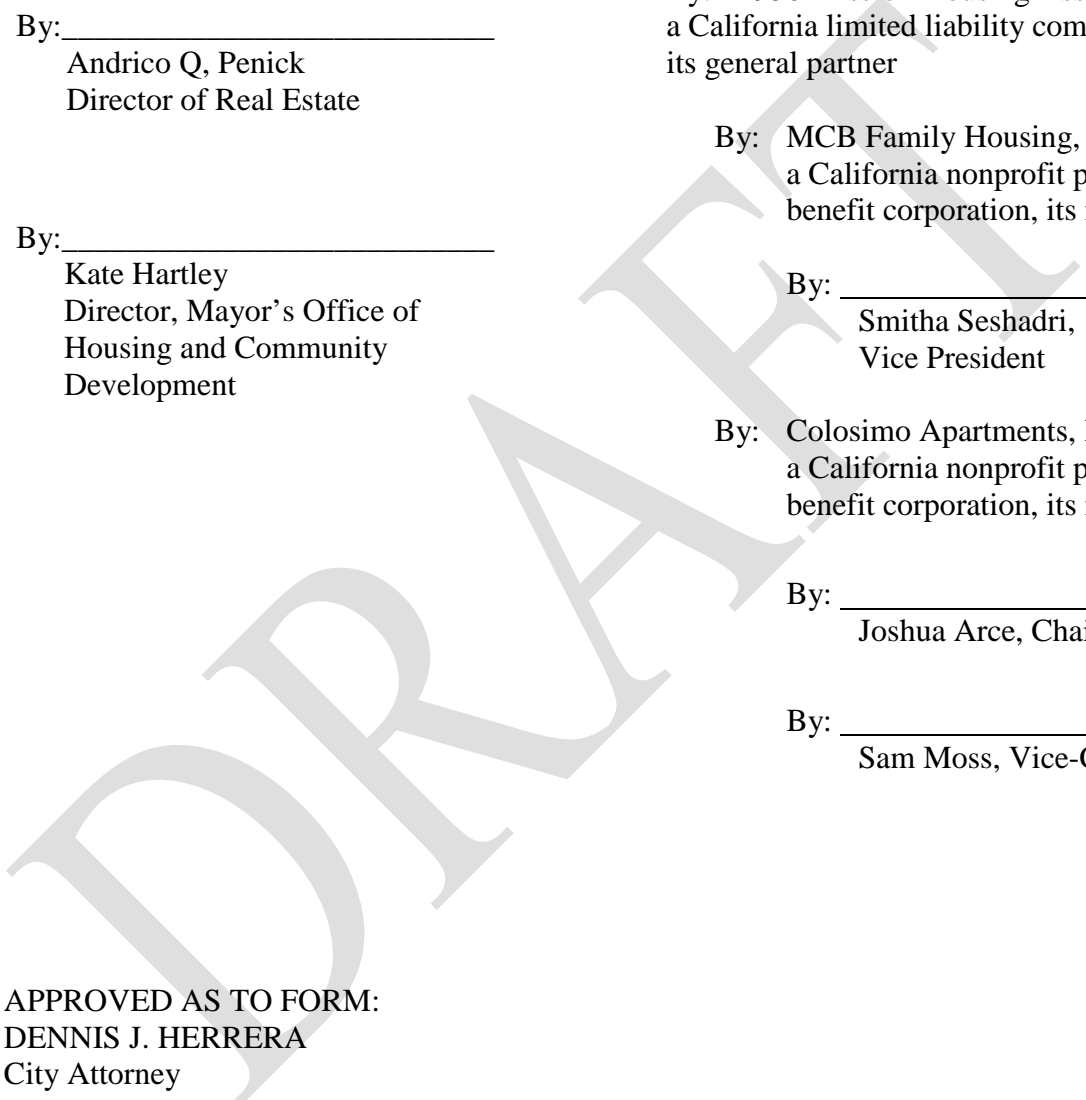 By:___________________________
Andrico Q, Penick
Director of Real Estate
By:___________________________
Kate Hartley
Director, Mayor’s Office of
Housing and Community
Development
a California limited liability
its general partner
By: MCB Family Housing,
a California nonprofit
benefit corporation, its
By:
Smitha Seshadri,
Vice President
By: Colosimo Apartments,
a California nonprofit
benefit corporation, its
By:
Joshua Arce,
By:
Sam Moss,
APPROVED AS TO FORM:
DENNIS J. HERRERA
City Attorney
DRAFT